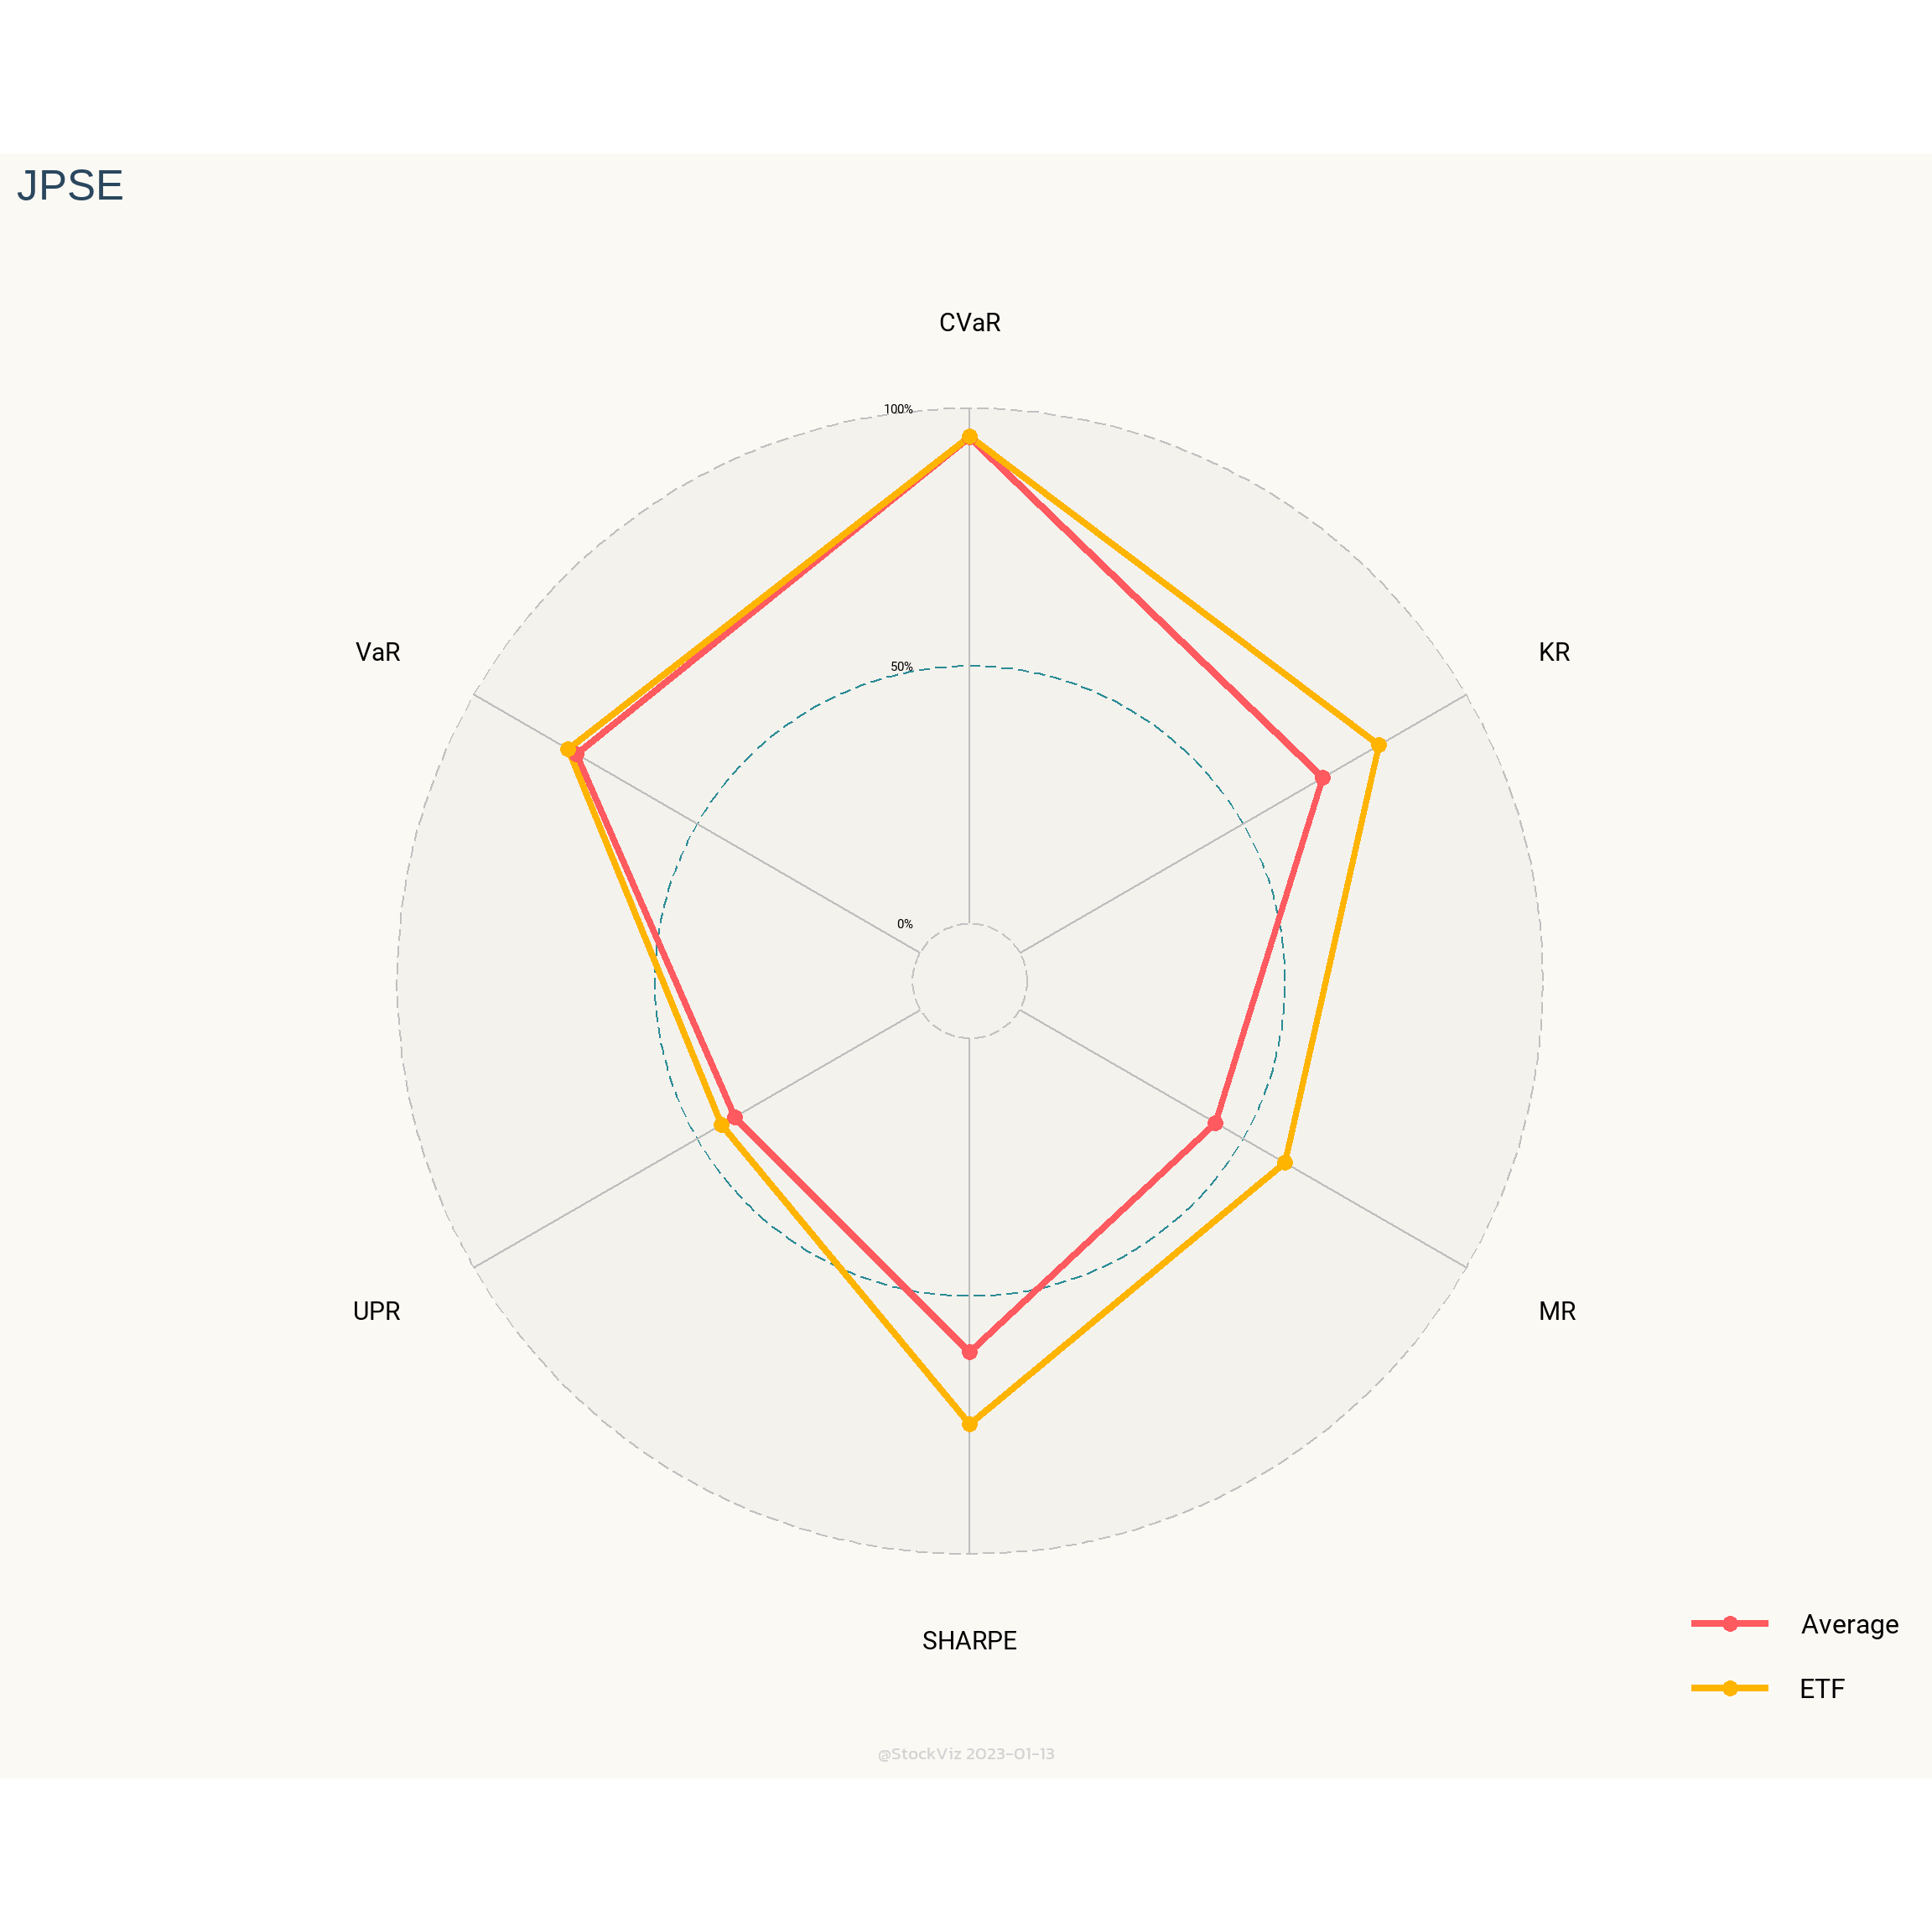 JPSE
CVaR
100%
VaR
KR
50%
0%
UPR
MR
SHARPE
Average
ETF
@StockViz 2023-01-13